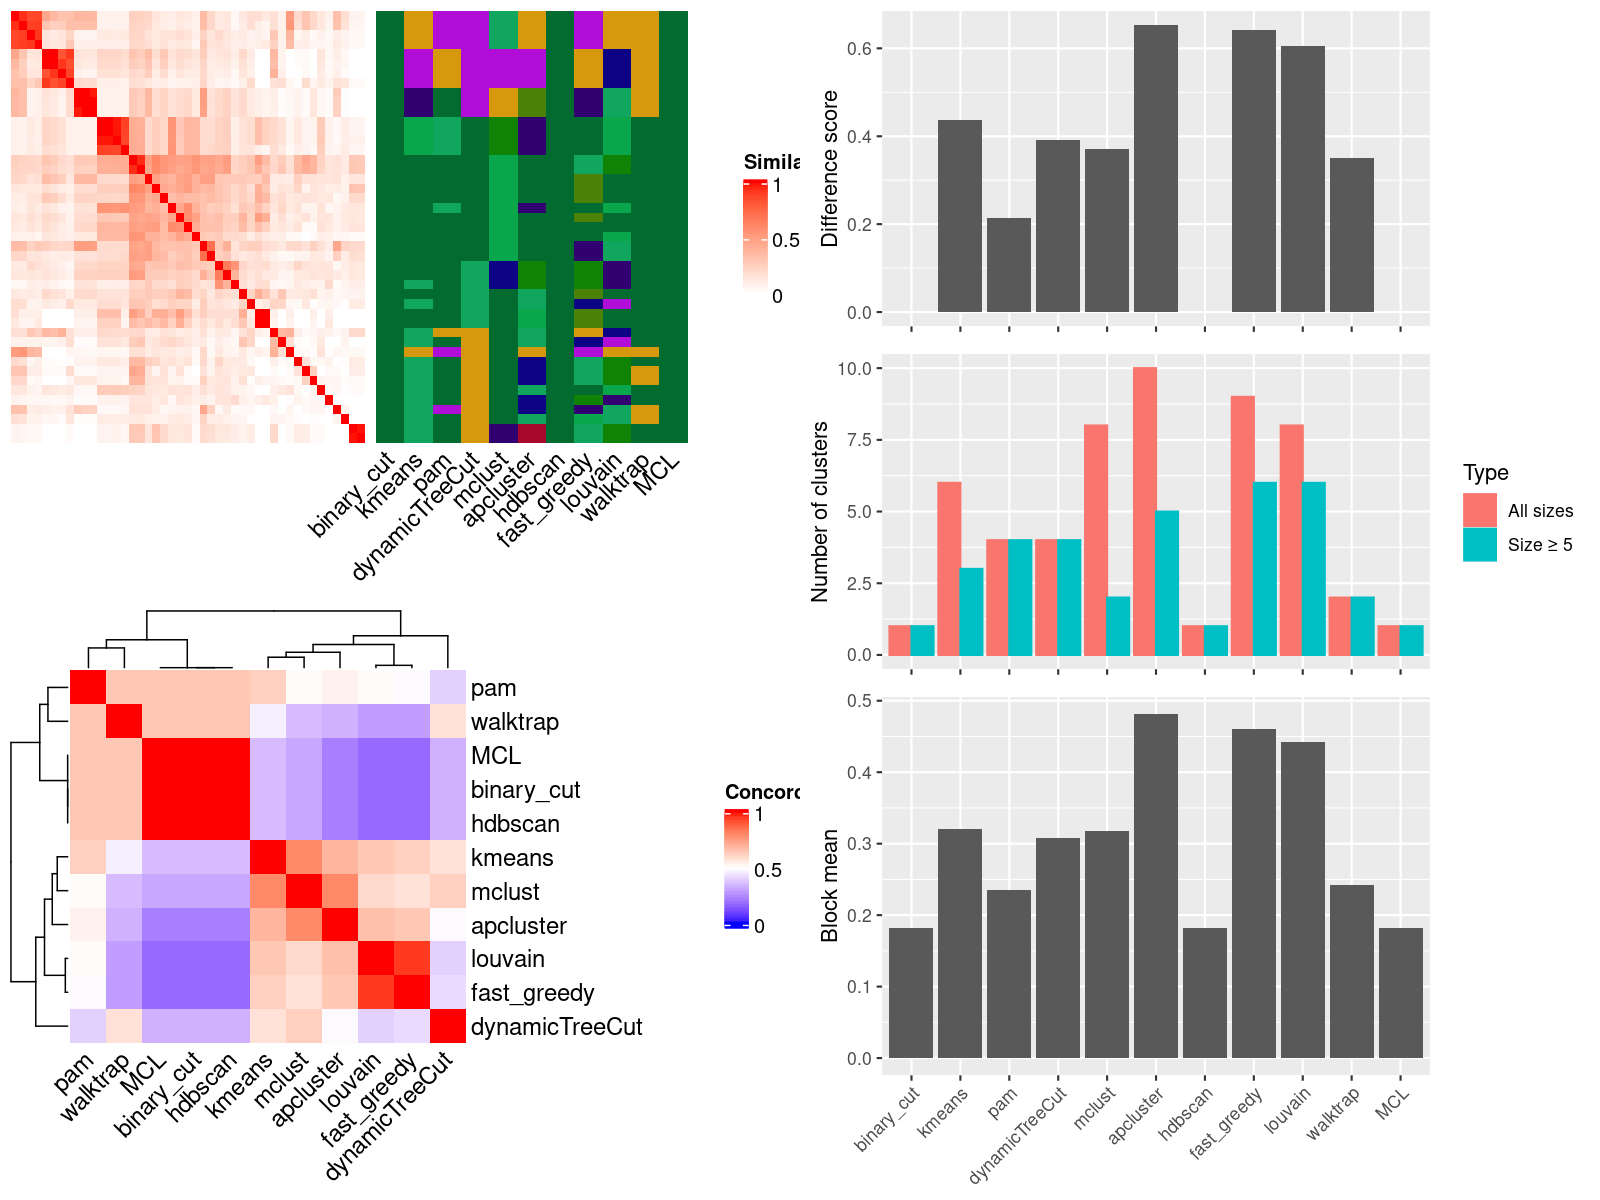 Simila
1
0.5
0
binary_cut
kmeans
pam
dynamicTreeCut
mclust
apcluster
hdbscan
fast_greedy
louvain
walktrap
MCL
Difference score
0.6
0.4
0.2
0.0
Number of clusters
10.0
7.5
5.0
2.5
0.0
Type
All sizes
Size ≥ 5
Block mean
0.5
0.4
0.3
0.2
0.1
0.0
binary_cut
kmeans
pam
dynamicTreeCut
mclust
apcluster
hdbscan
fast_greedy
louvain
walktrap
MCL
pam
walktrap
MCL
binary_cut
hdbscan
kmeans
mclust
apcluster
louvain
fast_greedy
dynamicTreeCut
pam
walktrap
MCL
binary_cut
hdbscan
kmeans
mclust
apcluster
louvain
fast_greedy
dynamicTreeCut
Concord
1
0.5
0